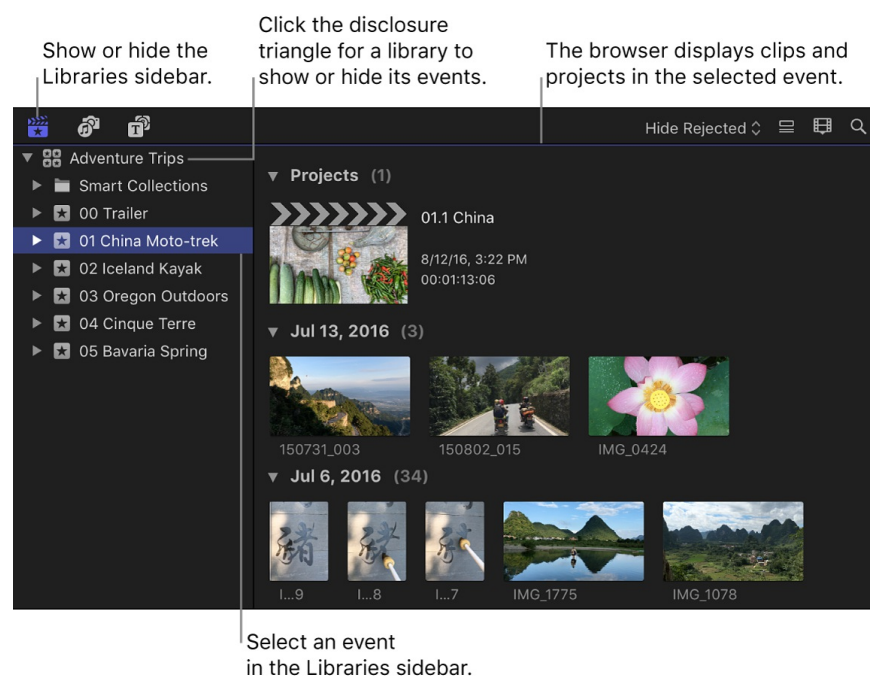 Click the disclosure
triangle for a library to
show or hide its events.
Show or hide the
Libraries sidebar.
The browser displays clips and
projects in the selected event.
T
Hide Rejected
Adventure Trips
Smart Collections
00 Trailer
01 China Moto-trek
02 Iceland Kayak
03 Oregon Outdoors
04 Cinque Terre
05 Bavaria Spring
Projects (1)
01.1 China
8/12/16, 3:22 PM
00:01:13:06
Jul 13, 2016 (3)
150731_003
150802_015
IMG_0424
Jul 6, 2016 (34)
猪
I...9
I...8
I...7
IMG_1775
IMG_1078
Select an event
in the Libraries sidebar.